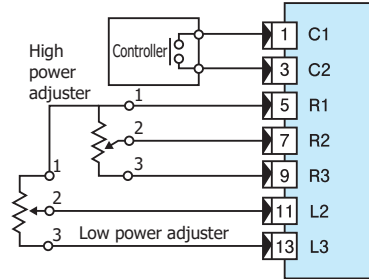 Controller
1 C1
3 C2
High
power
adjuster
1 5 R1
2 7 R2
3 9 R3
1
2 11 L2
3 Low power adjuster 13 L3